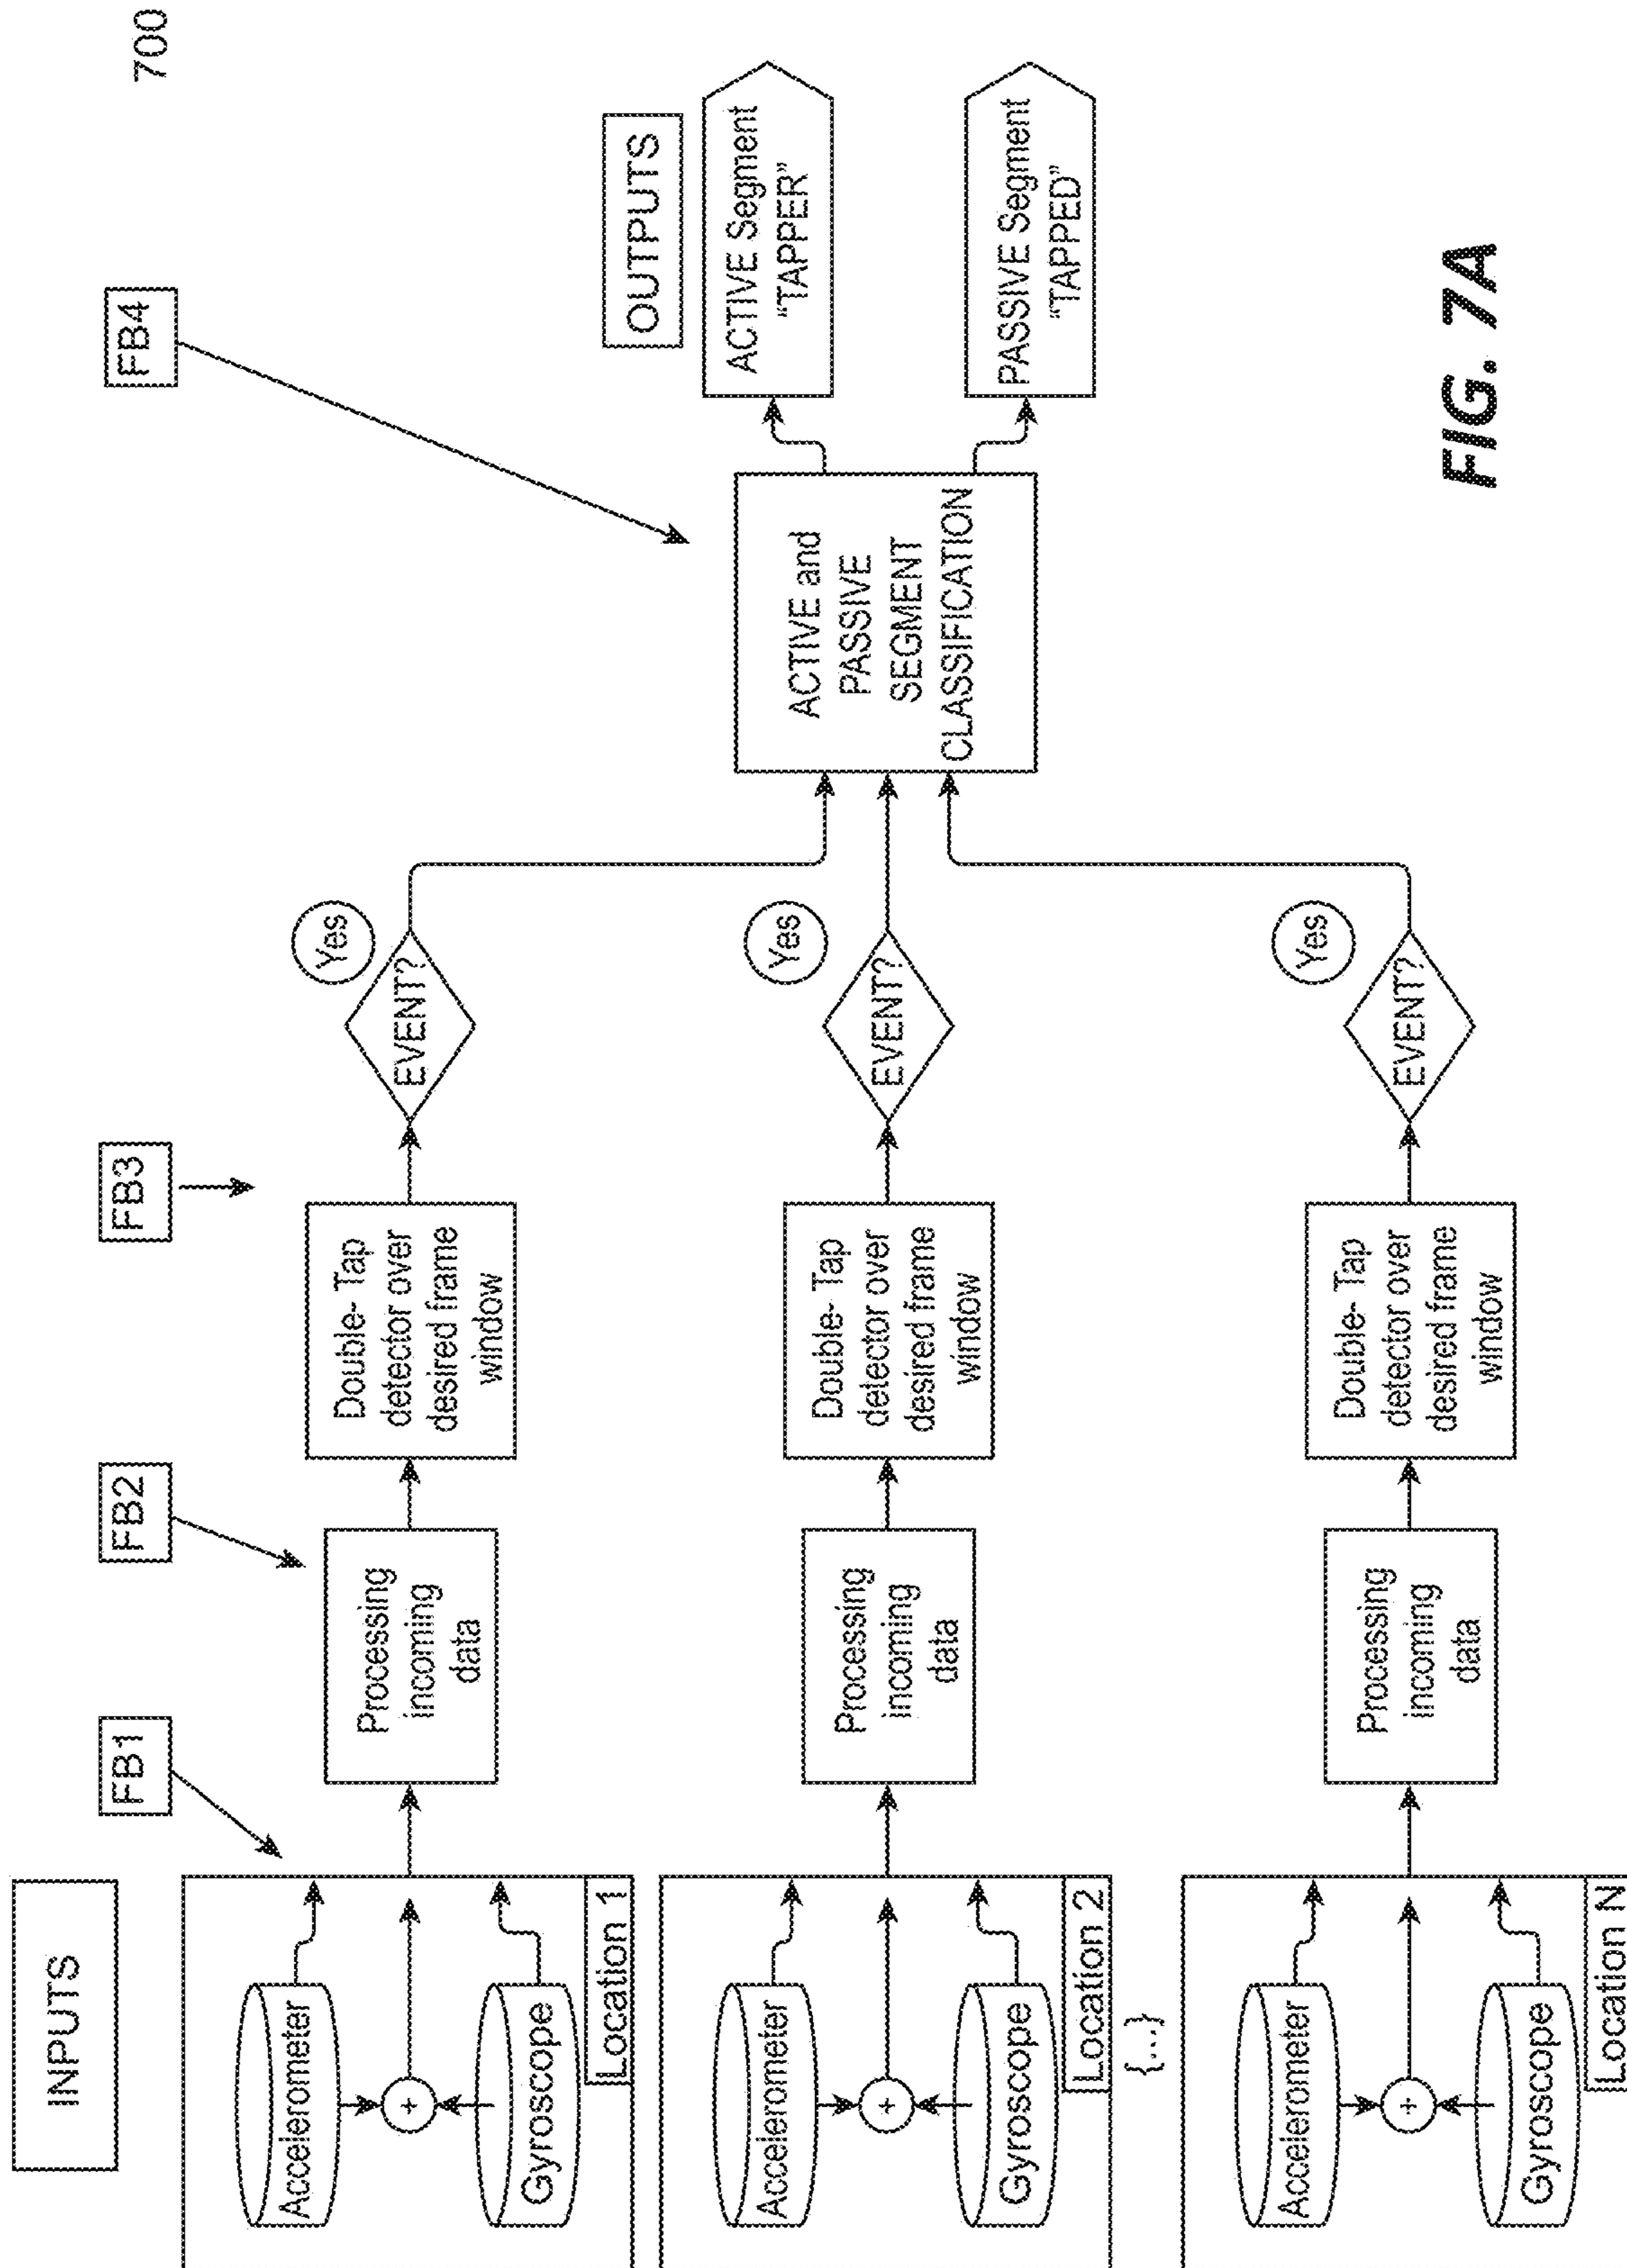 700
INPUTS
FB1
FB2
FB3
FB4
Accelerometer
+
Gyroscope
Location 1
Processing
incoming
data
Double- Tap
detector over
desired frame
window
EVENT?
Yes
Accelerometer
+
Gyroscope
Location 2
Processing
incoming
data
Double- Tap
detector over
desired frame
window
EVENT?
Yes
{...}
Accelerometer
+
Gyroscope
Location N
Processing
incoming
data
Double- Tap
detector over
desired frame
window
EVENT?
Yes
ACTIVE and
PASSIVE
SEGMENT
CLASSIFICATION
OUTPUTS
ACTIVE Segment
“TAPPER”
PASSIVE Segment
“TAPPED”
FIG. 7A